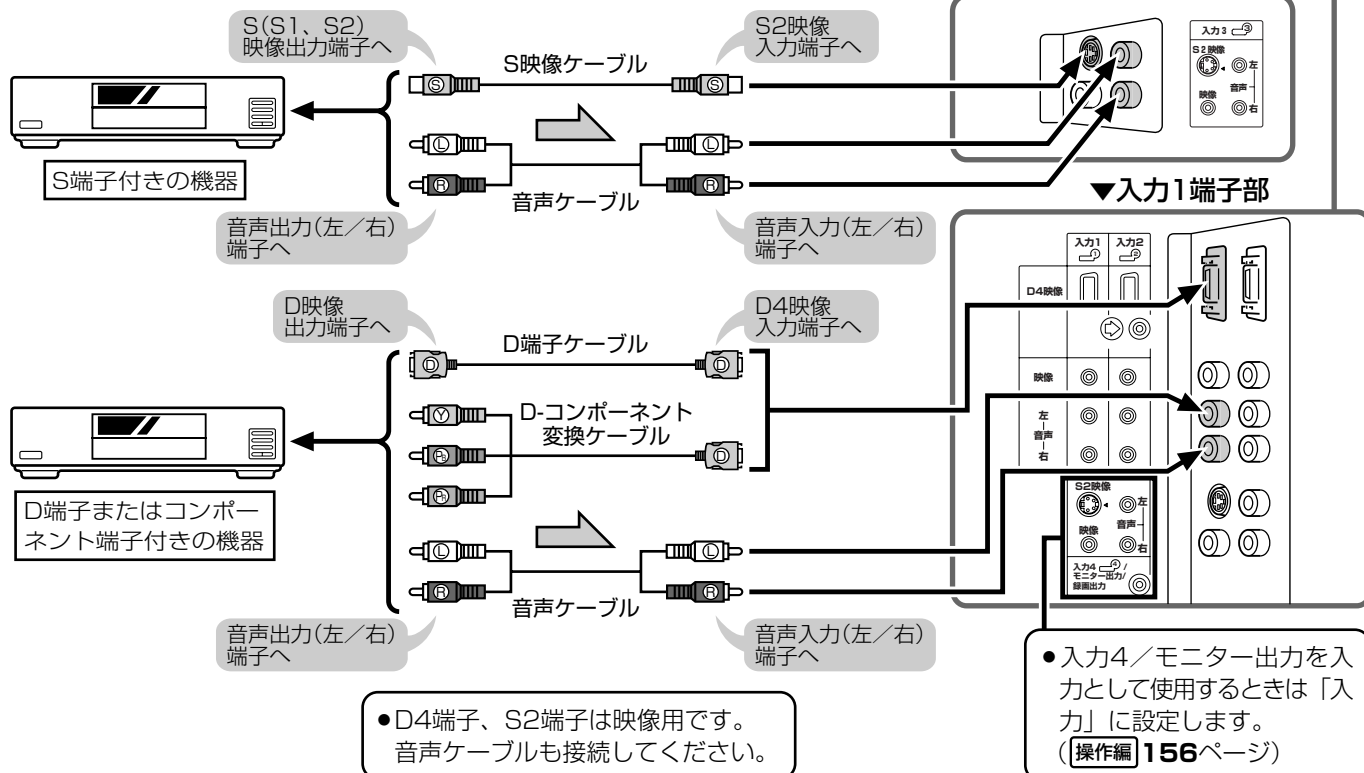 S(S1、S2)
映像出力端子へ
S映像ケーブル
S2映像
入力端子へ
S
S
L
R
L
R
S端子付きの機器
音声ケーブル
音声出力(左／右)
端子へ
音声入力(左／右)
端子へ
入力3 ③
S2映像
左
音声
映像
右
▼入力1端子部
D映像
出力端子へ
D端子ケーブル
D4映像
入力端子へ
D
D
Y
PB
PR
D-コンポーネント
変換ケーブル
D
D端子またはコンポー
ネント端子付きの機器
L
R
L
R
音声ケーブル
音声出力(左／右)
端子へ
音声入力(左／右)
端子へ
入力1 ①
入力2 ②
D4映像
映像
左
音声
右
S2映像
左
音声
映像
右
入力4 ④/
モニター出力/
録画出力
●D4端子、S2端子は映像用です。
音声ケーブルも接続してください。
●入力4／モニター出力を入
力として使用するときは「入
力」に設定します。
(操作編 156ページ)